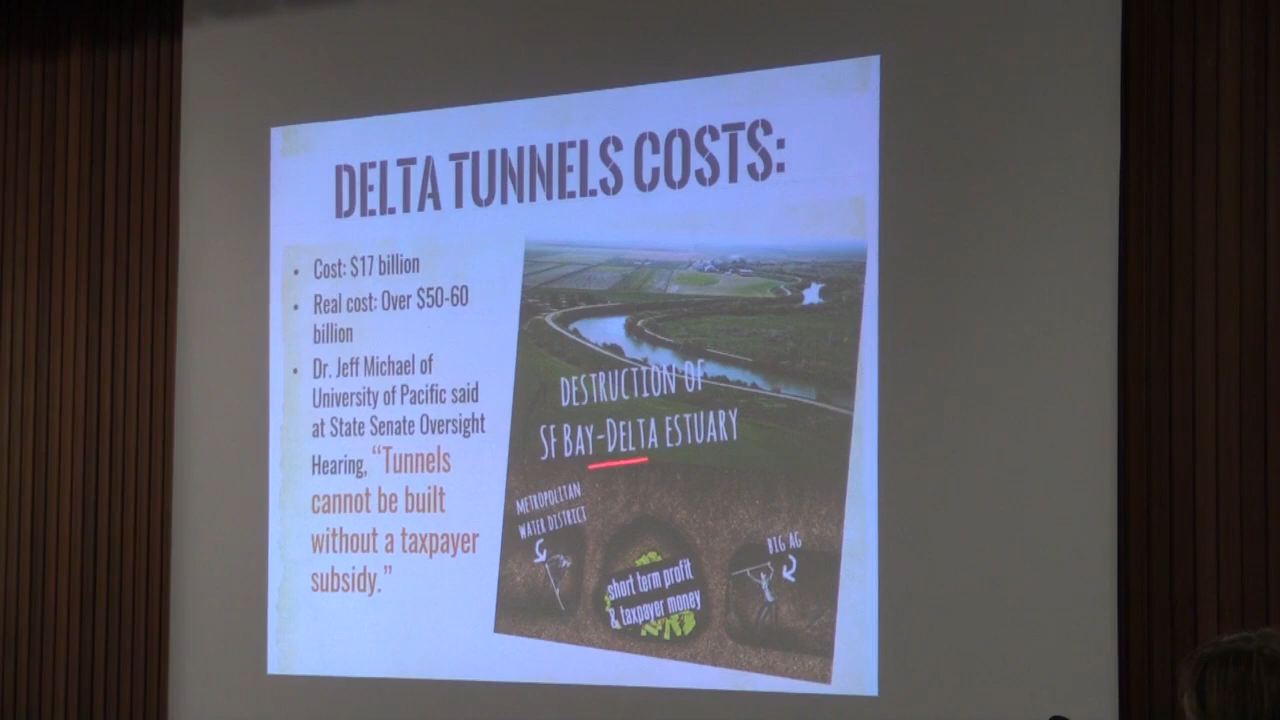 DELTA TUNNELS COSTS:
• Cost: $17 billion
• Real cost: Over $50-60
billion
• Dr. Jeff Michael of
University of Pacific said
at State Senate Oversight
Hearing, “Tunnels
cannot be built
without a taxpayer
subsidy.”
DESTRUCTION OF
SF BAY-DELTA ESTUARY
METROPOLITAN
WATER DISTRICT
BIG AG
short term profit
& taxpayer money